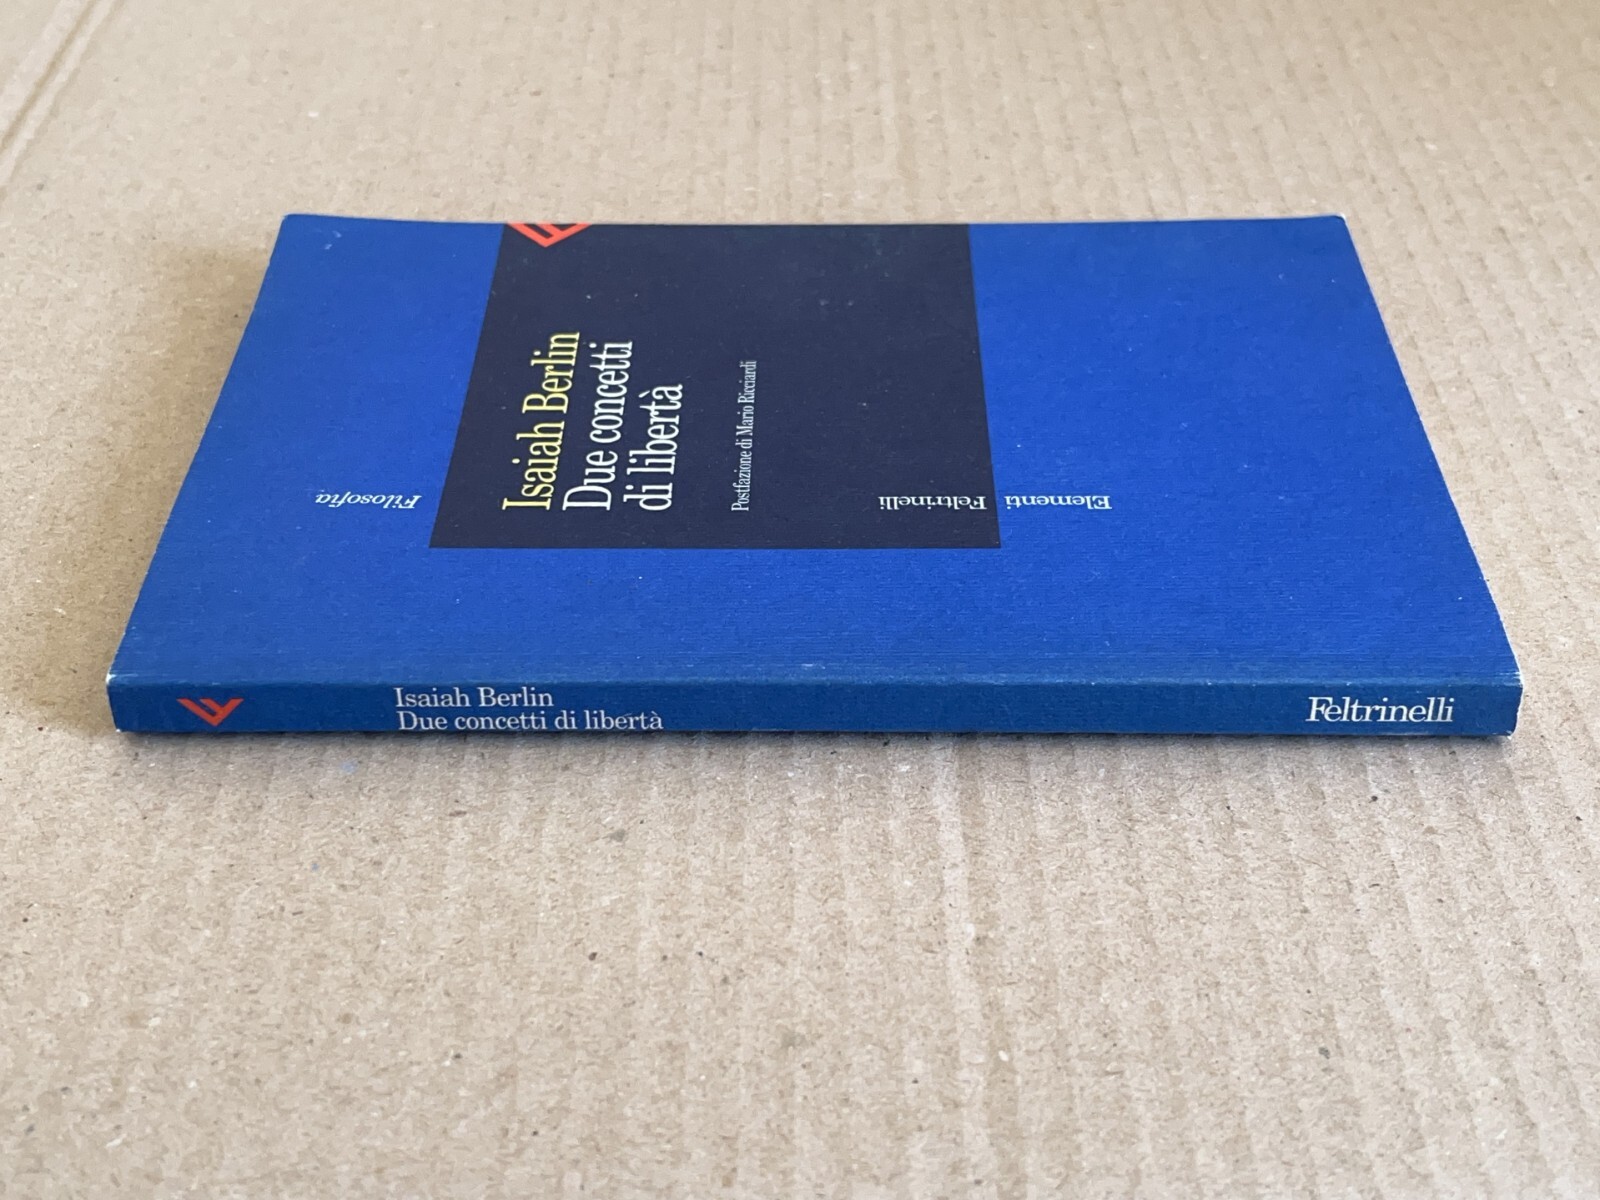 Filosofia
Isaiah Berlin
Due concetti
di libertà
Postfazione di Mario Ricciardi
Elementi
Feltrinelli
Isaiah Berlin
Due concetti di libertà
Feltrinelli